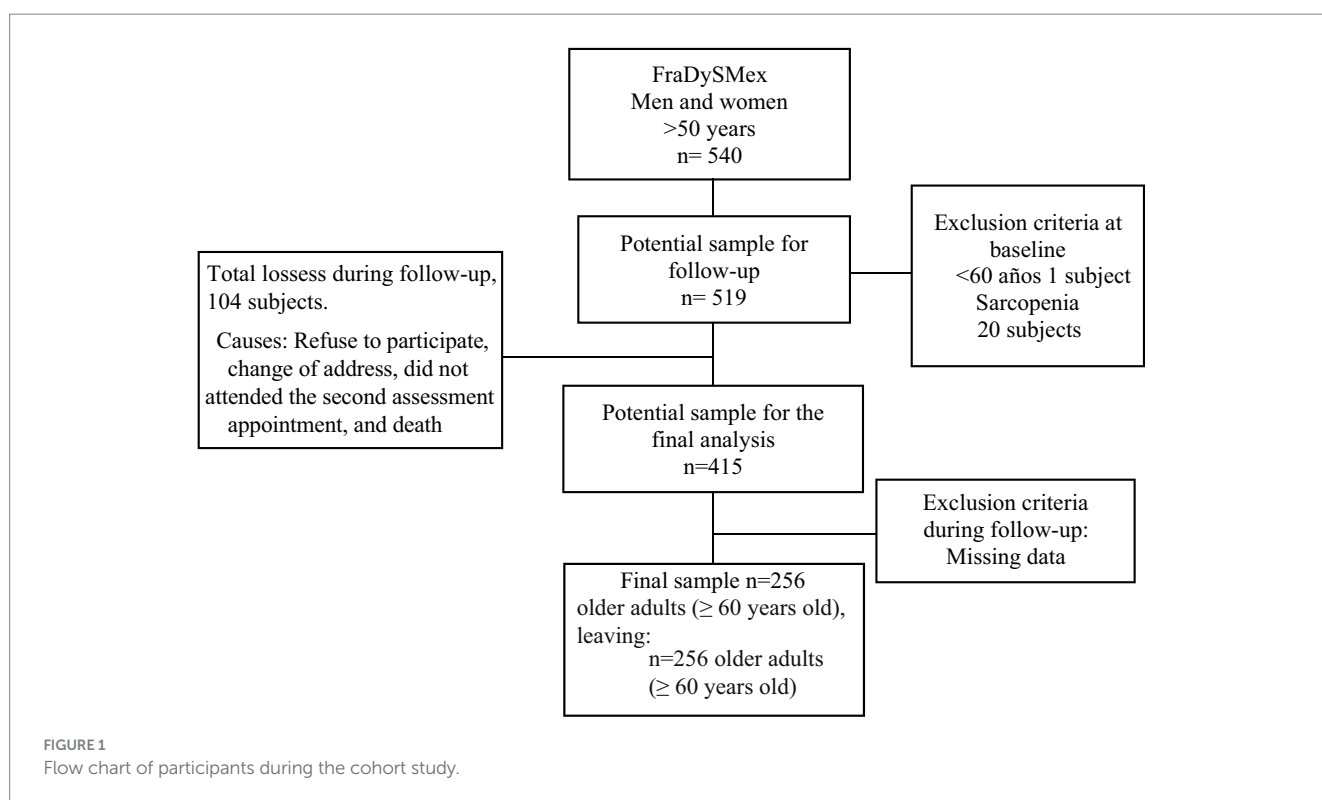 FraDySMex
Men and women
>50 years
n= 540
Potential sample for
follow-up
n= 519
Exclusion criteria at
baseline
<60 años 1 subject
Sarcopenia
20 subjects
Total lossess during follow-up,
104 subjects.
Causes: Refuse to participate,
change of address, did not
attended the second assessment
appointment, and death
Potential sample for the
final analysis
n=415
Exclusion criteria
during follow-up:
Missing data
Final sample n=256
older adults (≥ 60 years old),
leaving:
n=256 older adults
(≥ 60 years old)
FIGURE 1
Flow chart of participants during the cohort study.